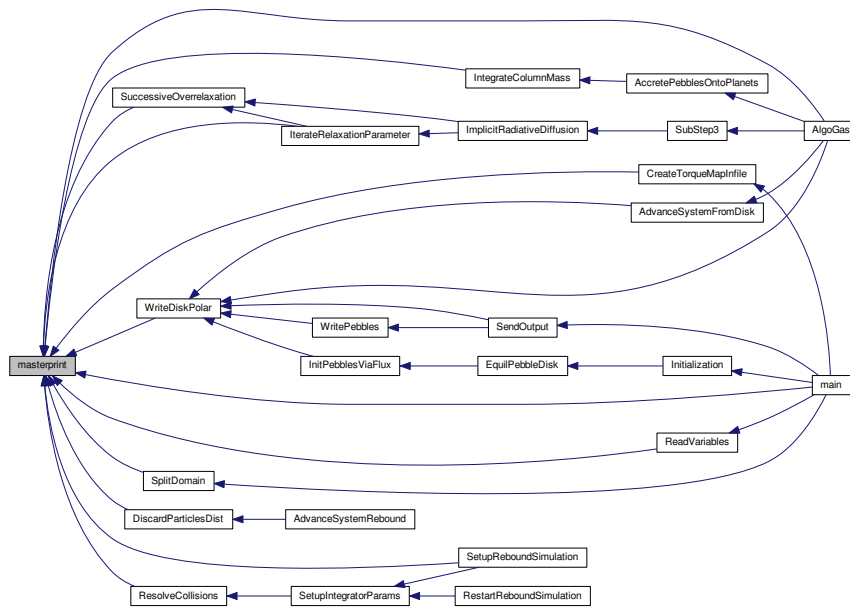 IntegrateColumnMass
AccretePebblesOntoPlanets
SuccessiveOverrelaxation
IterateRelaxationParameter
ImplicitRadiativeDiffusion
SubStep3
AlgoGas
CreateTorqueMapInfile
AdvanceSystemFromDisk
WriteDiskPolar
WritePebbles
SendOutput
masterprint
InitPebblesViaFlux
EquilPebbleDisk
Initialization
main
ReadVariables
SplitDomain
DiscardParticlesDist
AdvanceSystemRebound
SetupReboundSimulation
ResolveCollisions
SetupIntegratorParams
RestartReboundSimulation